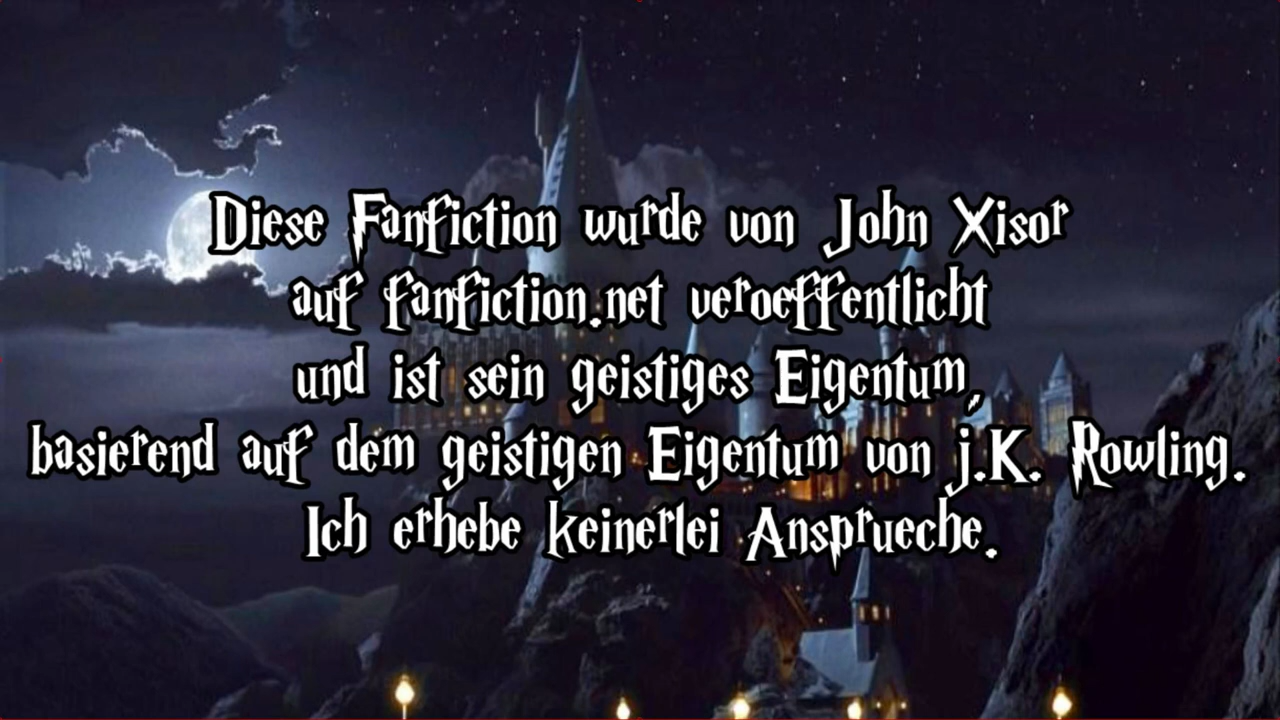 Diese Fanfiction wurde von John Xisor
auf fanfiction.net veroeffentlicht
und ist sein geistiges Eigentum,
basierend auf dem geistigen Eigentum von j.K. Rowling.
Ich erhebe keinerlei Ansprueche.